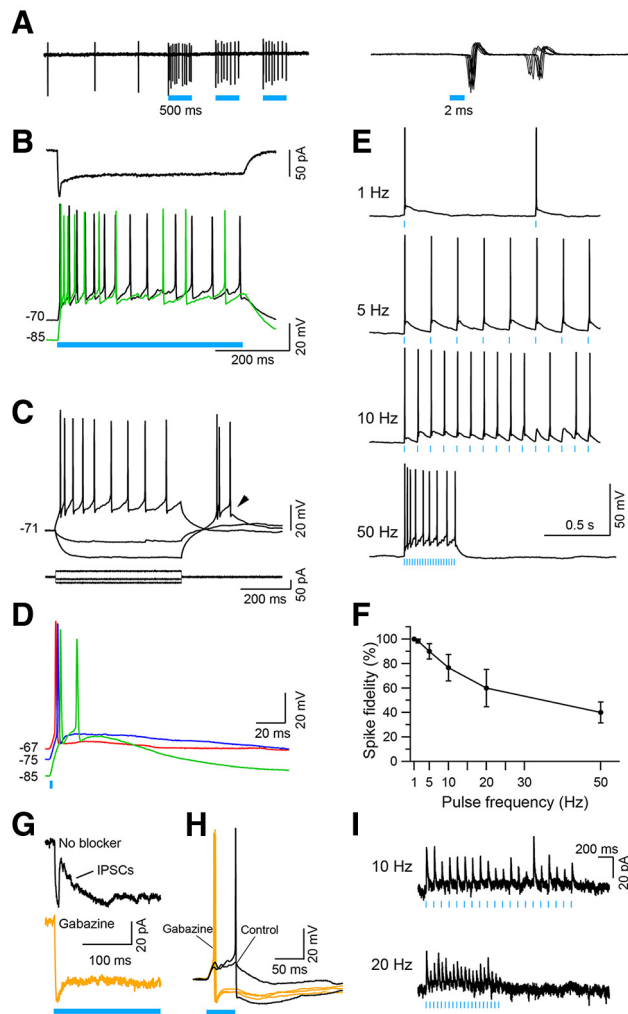 A
500 ms
2 ms
B
50 pA
-70
-85
20 mV
200 ms
C
-71
20 mV
50 pA
200 ms
D
20 mV
20 ms
-67
-75
-85
E
1 Hz
5 Hz
10 Hz
50 Hz
50 mV
0.5 s
F
Spike fidelity (%)
100
80
60
40
20
0
1
5
10
20
30
50
Pulse frequency (Hz)
G
No blocker
IPSCs
Gabazine
20 pA
100 ms
H
Gabazine
Control
20 mV
50 ms
I
200 ms
10 Hz
20 pA
20 Hz